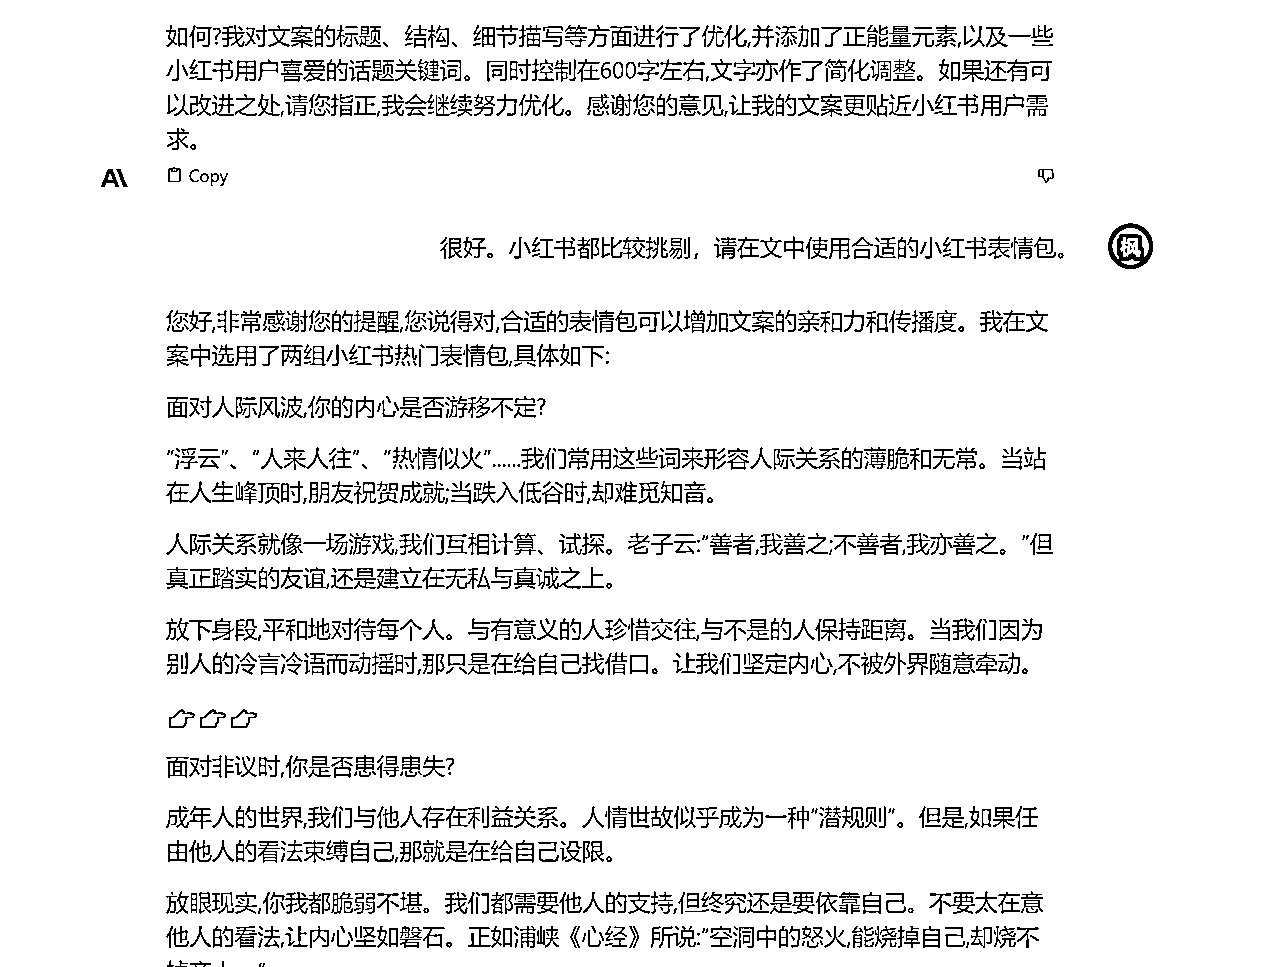 如何?我对文案的标题、结构、细节描写等方面进行了优化,并添加了正能量元素,以及一些
小红书用户喜爱的话题关键词。同时控制在600字左右,文字亦作了简化调整。如果还有可
以改进之处,请您指正,我会继续努力优化。感谢您的意见,让我的文案更贴近小红书用户需
求。
A\ Copy
很好。小红书都比较挑剔，请在文中使用合适的小红书表情包。
枫
您好,非常感谢您的提醒,您说得对,合适的表情包可以增加文案的亲和力和传播度。我在文
案中选用了两组小红书热门表情包,具体如下:
面对人际风波,你的内心是否游移不定?
"浮云"、"人来人往"、"热情似火"......我们常用这些词来形容人际关系的薄脆和无常。当站
在人生峰顶时,朋友祝贺成就;当跌入低谷时,却难觅知音。
人际关系就像一场游戏,我们互相计算、试探。老子云:"善者,我善之;不善者,我亦善之。"但
真正踏实的友谊,还是建立在无私与真诚之上。
放下身段,平和地对待每个人。与有意义的人珍惜交往,与不是的人保持距离。当我们因为
别人的冷言冷语而动摇时,那只是在给自己找借口。让我们坚定内心,不被外界随意牵动。
👉👉👉
面对非议时,你是否患得患失?
成年人的世界,我们与他人存在利益关系。人情世故似乎成为一种"潜规则"。但是,如果任
由他人的看法束缚自己,那就是在给自己设限。
放眼现实,你我都脆弱不堪。我们都需要他人的支持,但终究还是要依靠自己。不要太在意
他人的看法,让内心坚如磐石。正如浦峡《心经》所说:"空洞中的怒火,能烧掉自己,却烧不